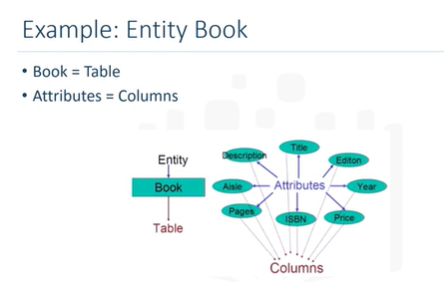 Example: Entity Book
• Book = Table
• Attributes = Columns
Entity
Book
Table
Description
Title
Editon
Aisle
Attributes
Year
Pages
ISBN
Price
Columns